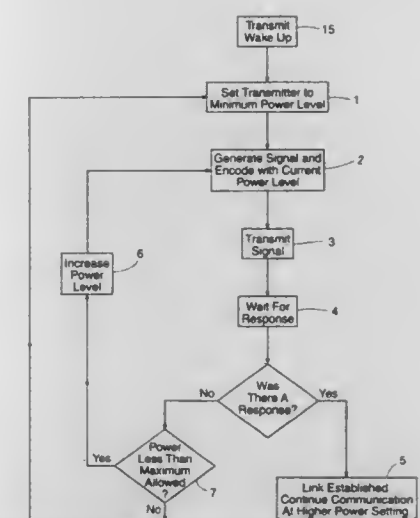 Transmit
Wake Up
15
Set Transmitter to
Minimum Power Level
1
Generate Signal and
Encode with Current
Power Level
2
Transmit
Signal
3
Increase
Power
Level
6
Wait For
Response
4
Was
There A
Response?
No
Yes
Power
Less Than
Maximum
Allowed
?
7
Yes
No
Link Established
Continue Communication
At Higher Power Setting
5